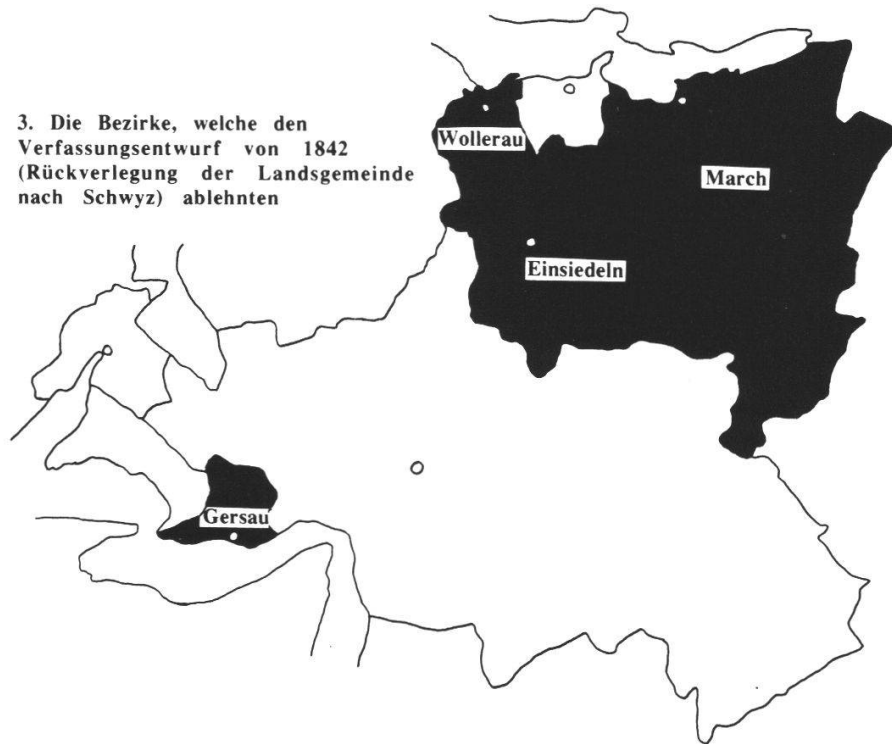 3. Die Bezirke, welche den
Verfassungsentwurf von 1842
(Rückverlegung der Landsgemeinde
nach Schwyz) ablehnten
Wollerau
March
Einsiedeln
Gersau